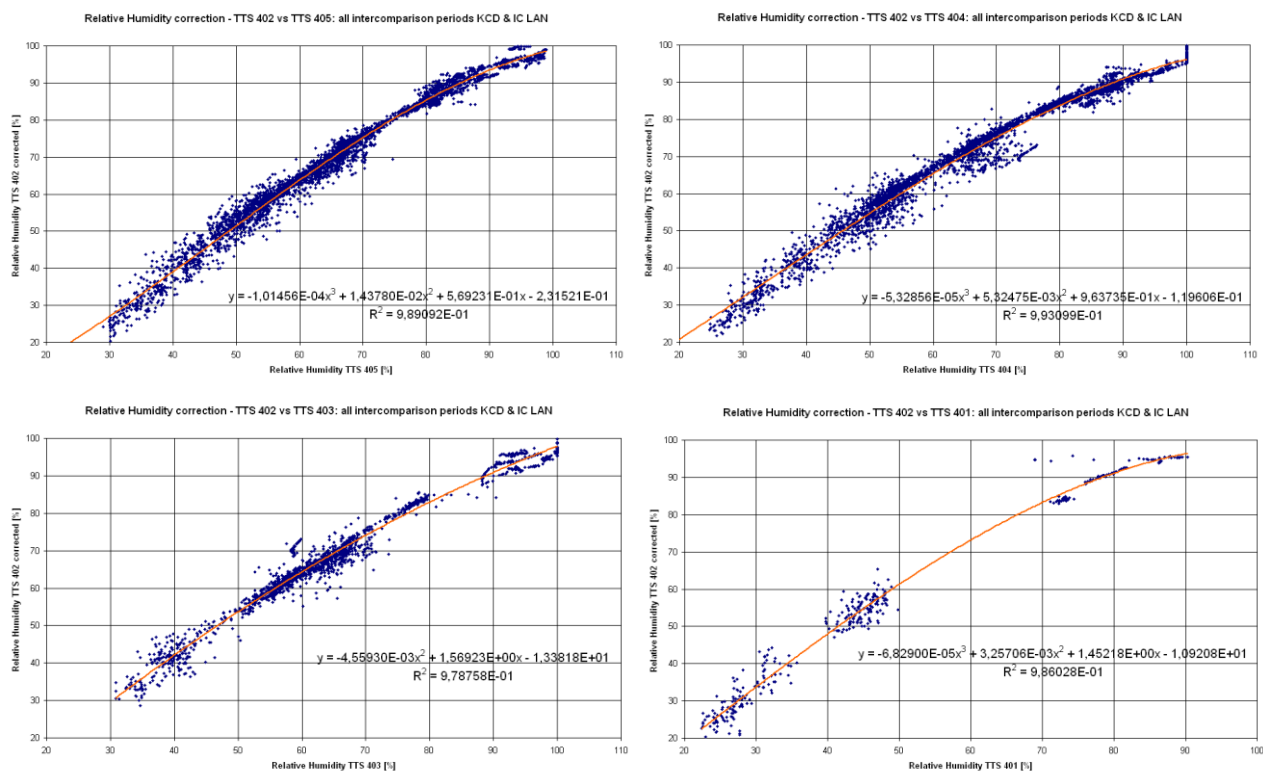 Relative Humidity correction - TTS 402 vs TTS 405: all intercomparison periods KCD & IC LAN
Relative Humidity TTS 402 corrected [%]
100
90
80
70
60
50
40
30
20
y = -1,01456E-04x³ + 1,43780E-02x² + 5,69231E-01x - 2,31521E-01
R² = 9,89092E-01
20 30 40 50 60 70 80 90 100 110
Relative Humidity TTS 405 [%]
Relative Humidity correction - TTS 402 vs TTS 404: all intercomparison periods KCD & IC LAN
Relative Humidity TTS 402 corrected [%]
100
90
80
70
60
50
40
30
20
y = -5,32856E-05x³ + 5,32475E-03x² + 9,63735E-01x - 1,19606E-01
R² = 9,93099E-01
20 30 40 50 60 70 80 90 100 110
Relative Humidity TTS 404 [%]
Relative Humidity correction - TTS 402 vs TTS 403: all intercomparison periods KCD & IC LAN
Relative Humidity TTS 402 corrected [%]
100
90
80
70
60
50
40
30
20
y = -4,55930E-03x² + 1,56923E+00x - 1,33818E+01
R² = 9,78758E-01
20 30 40 50 60 70 80 90 100 110
Relative Humidity TTS 403 [%]
Relative Humidity correction - TTS 402 vs TTS 401: all intercomparison periods KCD & IC LAN
Relative Humidity TTS 402 corrected [%]
100
90
80
70
60
50
40
30
20
y = -6,82900E-05x³ + 3,25706E-03x² + 1,45218E+00x - 1,09208E+01
R² = 9,86028E-01
20 30 40 50 60 70 80 90 100
Relative Humidity TTS 401 [%]